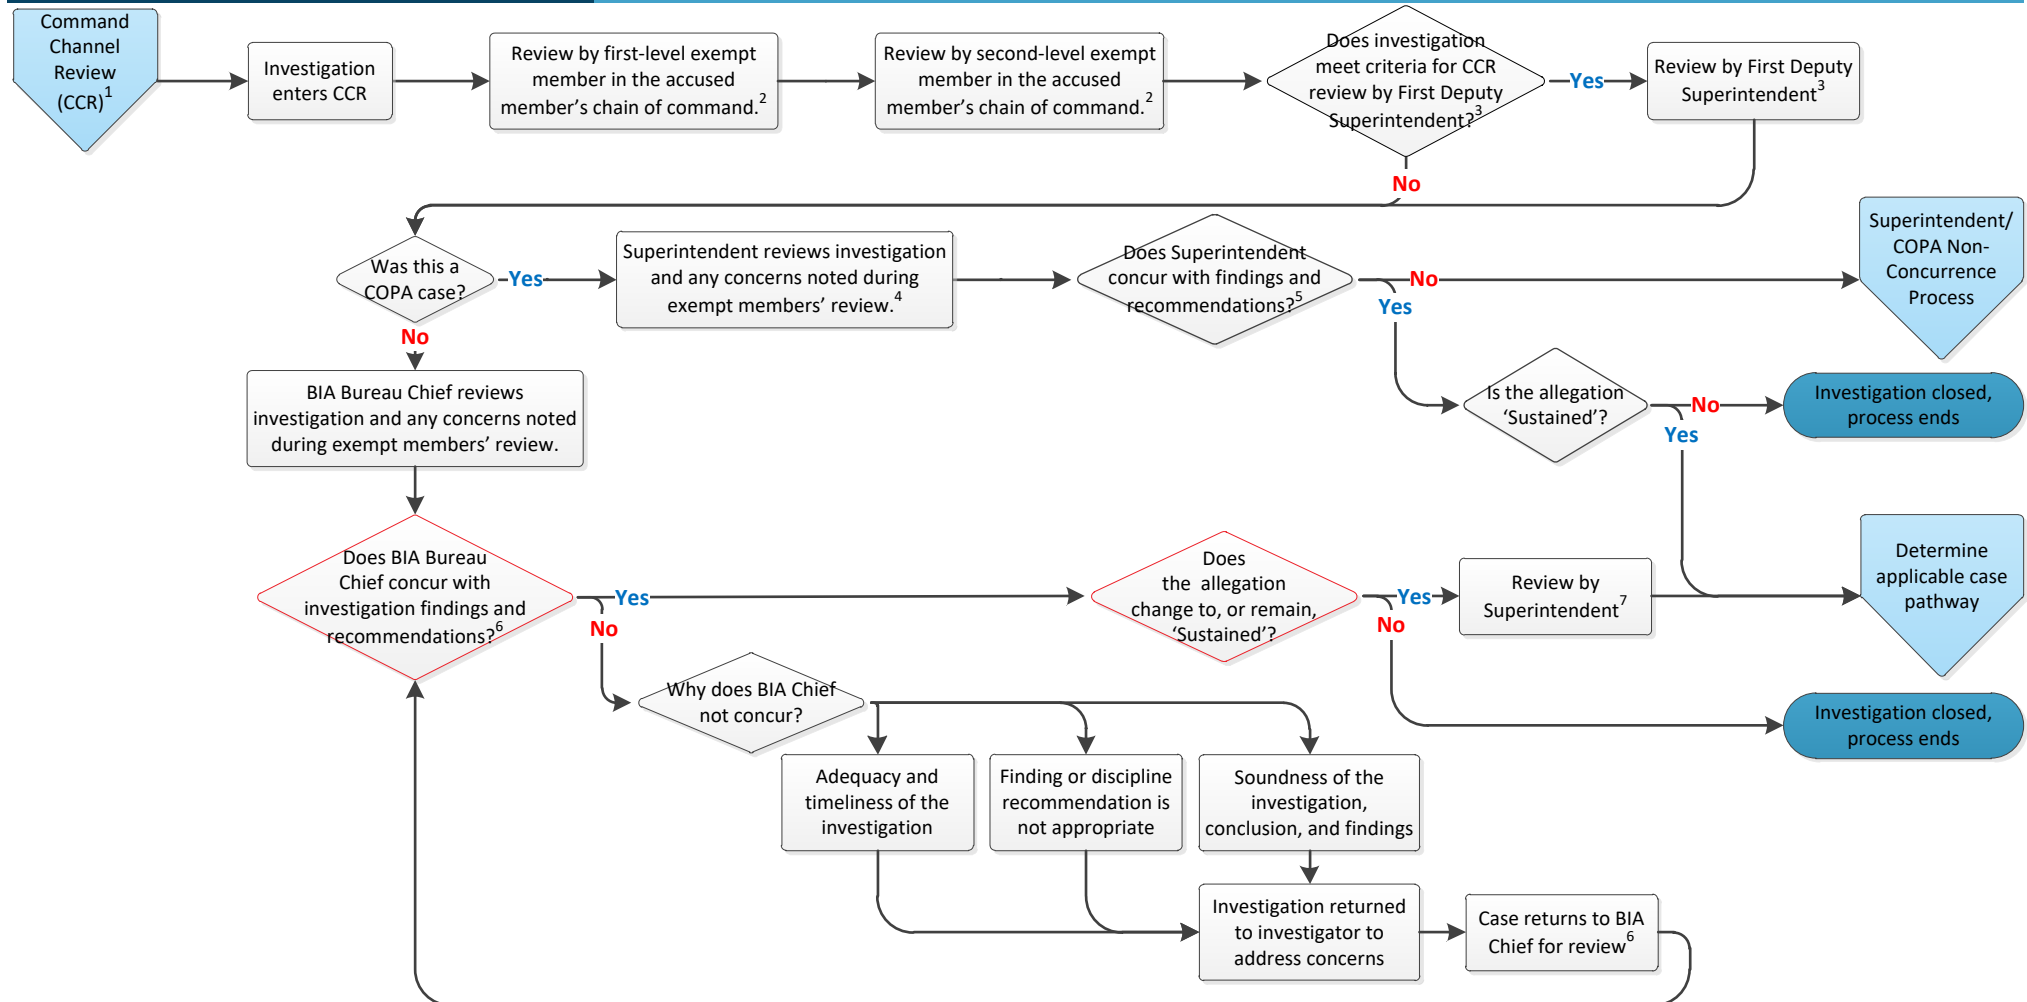 Command
Channel
Review
(CCR)1
Investigation
enters CCR
Review by first-level exempt
member in the accused
member's chain of command.2
Review by second-level exempt
member in the accused
member's chain of command.2
Does investigation
meet criteria for CCR
review by First Deputy
Superintendent?3
Yes
Review by First Deputy
Superintendent3
No
Was this a
COPA case?
Yes
Superintendent reviews investigation
and any concerns noted during
exempt members' review.4
Does Superintendent
concur with findings and
recommendations?5
No
Yes
Superintendent/
COPA Non-
Concurrence
Process
No
BIA Bureau Chief reviews
investigation and any concerns noted
during exempt members' review.
Is the allegation
'Sustained'?
No
Yes
Investigation closed,
process ends
Does BIA Bureau
Chief concur with
investigation findings and
recommendations?6
Yes
No
Does
the allegation
change to, or remain,
'Sustained'?
Yes
No
Review by
Superintendent7
Determine
applicable case
pathway
Why does BIA Chief
not concur?
Investigation closed,
process ends
Adequacy and
timeliness of the
investigation
Finding or discipline
recommendation is
not appropriate
Soundness of the
investigation,
conclusion, and findings
Investigation returned
to investigator to
address concerns
Case returns to BIA
Chief for review6